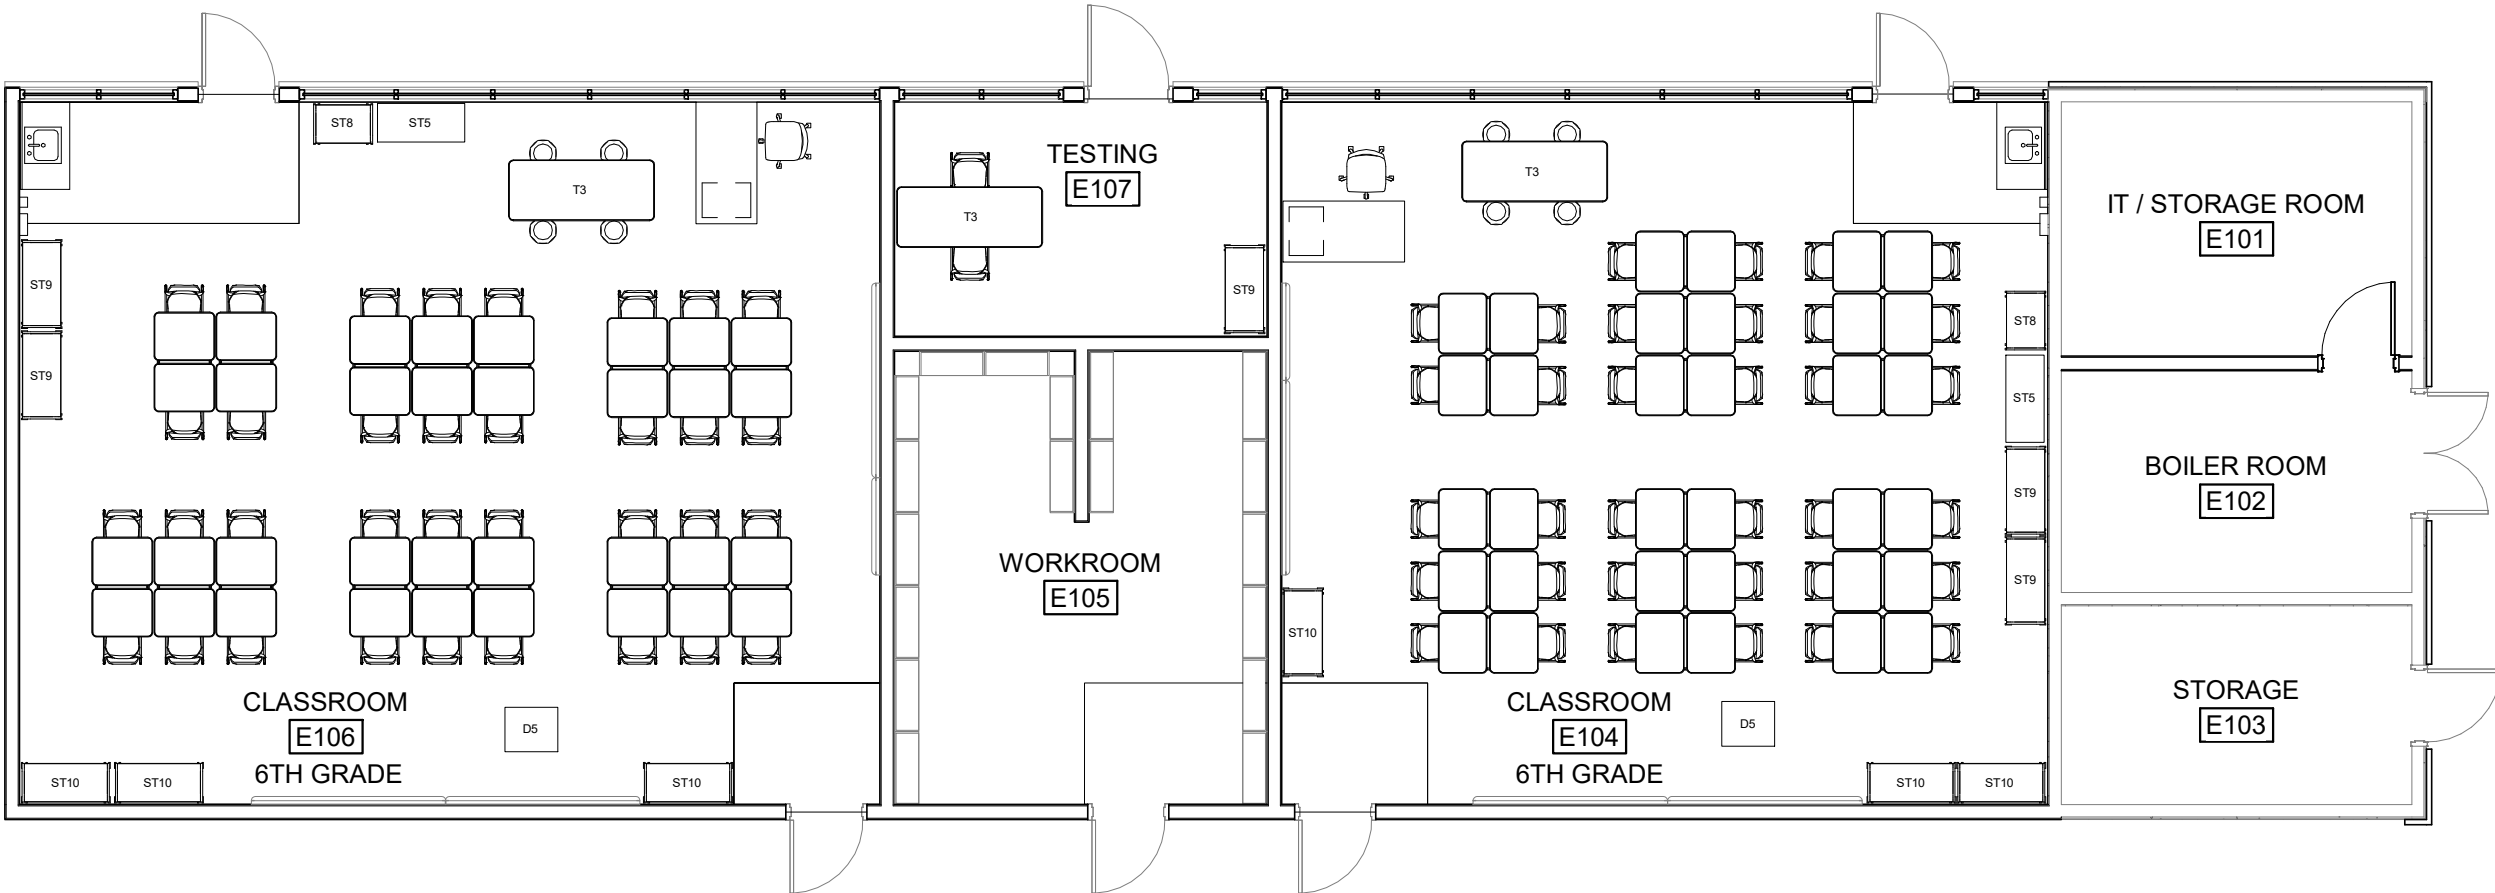 ST8
ST5
T3
ST9
ST9
CLASSROOM
E106
6TH GRADE
D5
ST10
ST10
ST10
TESTING
E107
T3
ST9
WORKROOM
E105
T3
ST8
ST5
ST9
ST9
ST10
CLASSROOM
E104
6TH GRADE
D5
ST10
ST10
IT / STORAGE ROOM
E101
BOILER ROOM
E102
STORAGE
E103